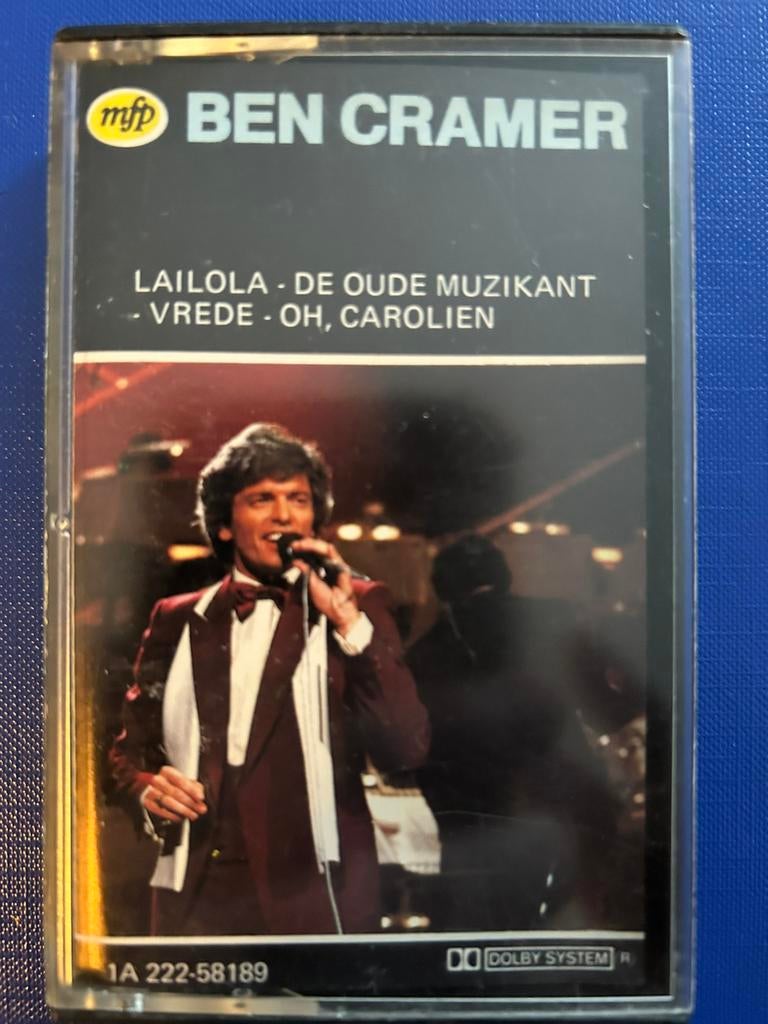 mfp BEN CRAMER
LAILOLA - DE OUDE MUZIKANT
- VREDE - OH, CAROLIEN
1A 222-58189
DOLBY SYSTEM R